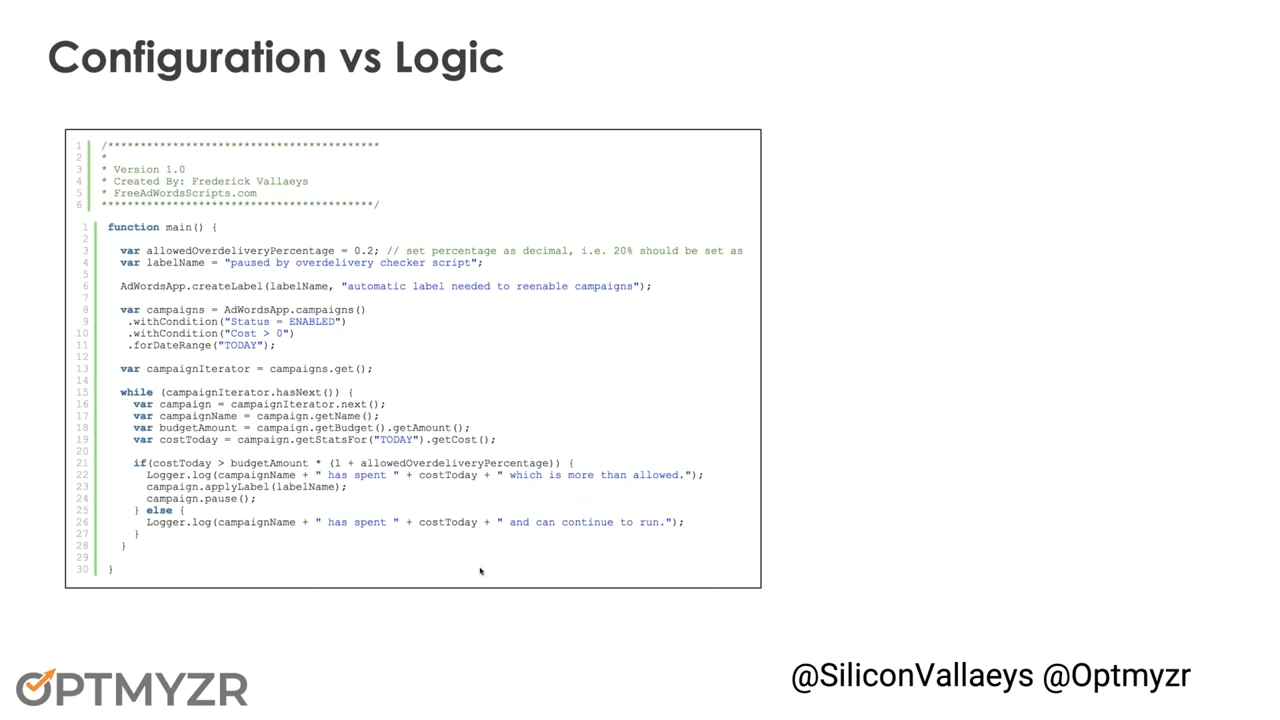 Configuration vs Logic
1 /******************************************
2 *
3 * Version 1.0
4 * Created By: Frederick Vallaeys
5 * FreeAdWordsScripts.com
6 ******************************************/
1 function main() {
2
3 var allowedOverdeliveryPercentage = 0.2; // set percentage as decimal, i.e. 20% should be set as
4 var labelName = "paused by overdelivery checker script";
5
6 AdWordsApp.createLabel(labelName, "automatic label needed to reenable campaigns");
7
8 var campaigns = AdWordsApp.campaigns()
9 .withCondition("Status = ENABLED")
10 .withCondition("Cost > 0")
11 .forDateRange("TODAY");
12
13 var campaignIterator = campaigns.get();
14
15 while (campaignIterator.hasNext()) {
16 var campaign = campaignIterator.next();
17 var campaignName = campaign.getName();
18 var budgetAmount = campaign.getBudget().getAmount();
19 var costToday = campaign.getStatsFor("TODAY").getCost();
20
21 if(costToday > budgetAmount * (1 + allowedOverdeliveryPercentage)) {
22 Logger.log(campaignName + " has spent " + costToday + " which is more than allowed.");
23 campaign.applyLabel(labelName);
24 campaign.pause();
25 } else {
26 Logger.log(campaignName + " has spent " + costToday + " and can continue to run.");
27 }
28 }
29
30 }
OPTMYZR
@SiliconVallaeys @Optmyzr